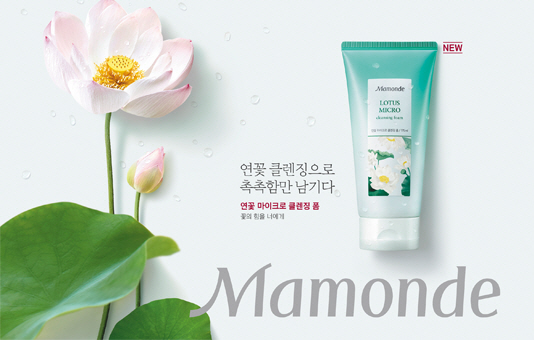 NEW
Mamonde
LOTUS
MICRO
cleansing foam
연꽃 클렌징으로
촉촉함만 남기다
연꽃 마이크로 클렌징 폼
꽃의 힘을 너에게
Mamonde